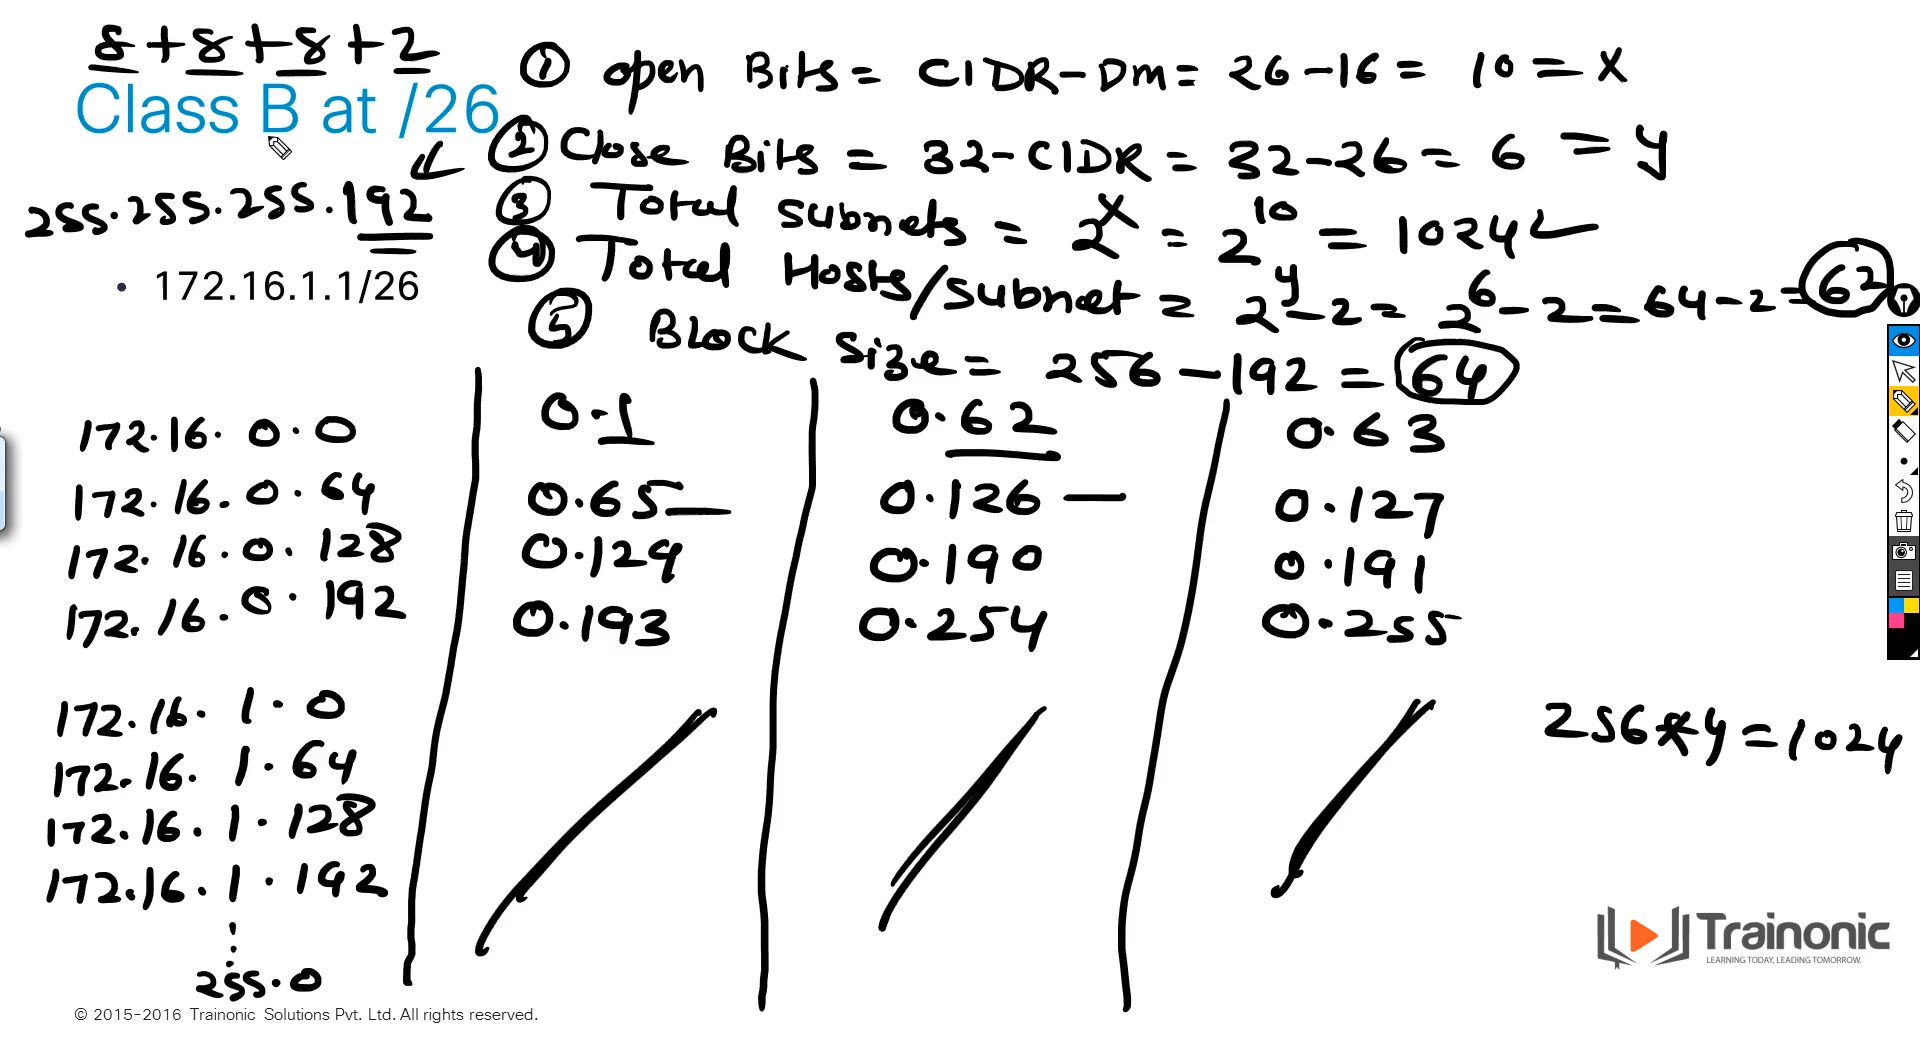 8+8+8+2
Class B at /26
255.255.255.192
• 172.16.1.1/26
① open Bits = CIDR-Dm = 26-16 = 10 = x
② Close Bits = 32-CIDR = 32-26 = 6 = y
③ Total subnets = 2^x = 2^10 = 1024
④ Total Hosts/subnet = 2^y-2 = 2^6-2 = 64-2 = 62
⑤ Block Size = 256-192 = 64
172.16.0.0 0.1 0.62 0.63
172.16.0.64 0.65 0.126 0.127
172.16.0.128 0.129 0.190 0.191
172.16.0.192 0.193 0.254 0.255
172.16.1.0
172.16.1.64
172.16.1.128
172.16.1.192
255.0
256*4=1024
Trainonic
LEARNING TODAY, LEADING TOMORROW.
© 2015-2016 Trainonic Solutions Pvt. Ltd. All rights reserved.